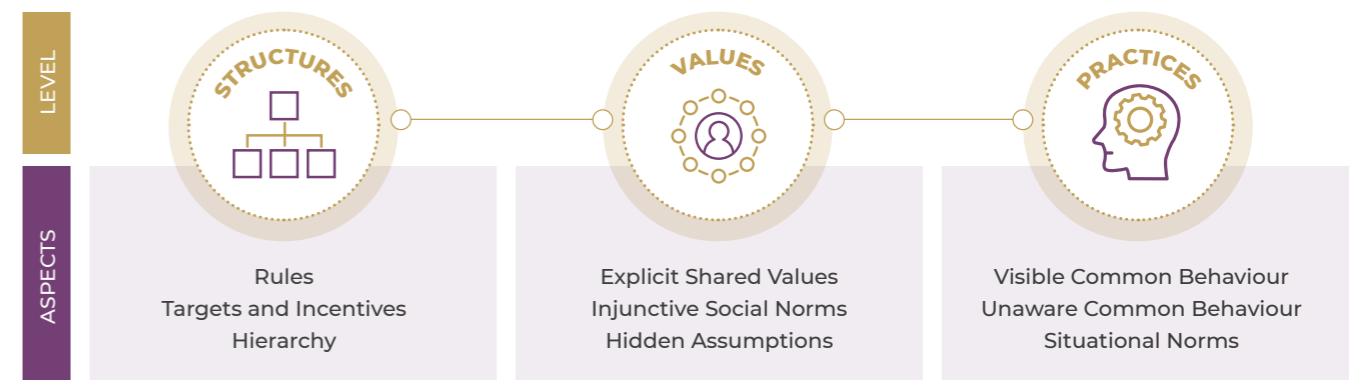 LEVEL
STRUCTURES
VALUES
PRACTICES
ASPECTS
Rules
Targets and Incentives
Hierarchy
Explicit Shared Values
Injunctive Social Norms
Hidden Assumptions
Visible Common Behaviour
Unaware Common Behaviour
Situational Norms